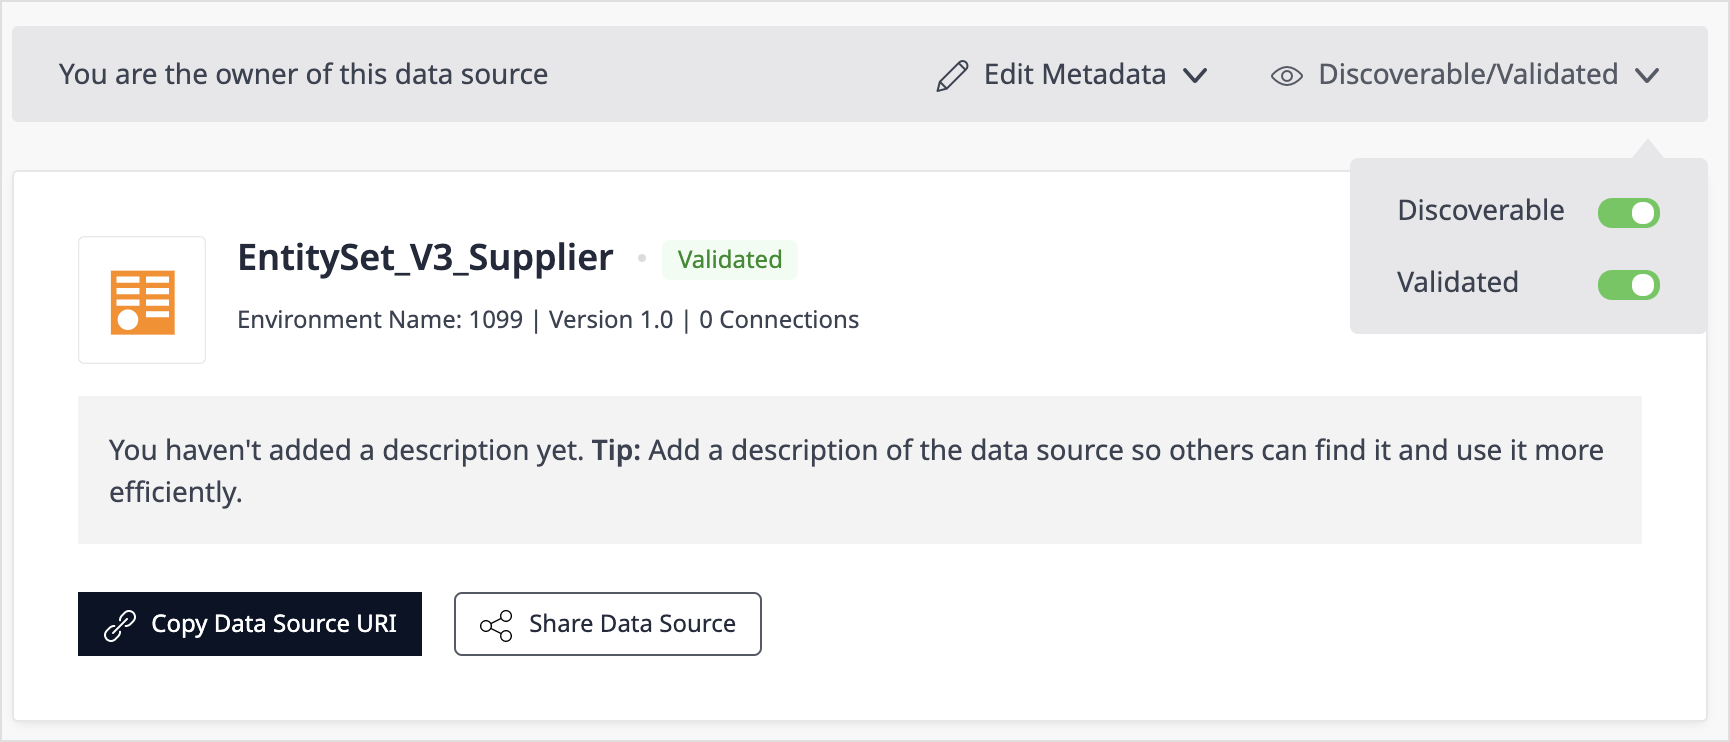 You are the owner of this data source
Edit Metadata
Discoverable/Validated
Discoverable
Validated
EntitySet_V3_Supplier
Validated
Environment Name: 1099 | Version 1.0 | 0 Connections
You haven't added a description yet. Tip: Add a description of the data source so others can find it and use it more
efficiently.
Copy Data Source URI
Share Data Source